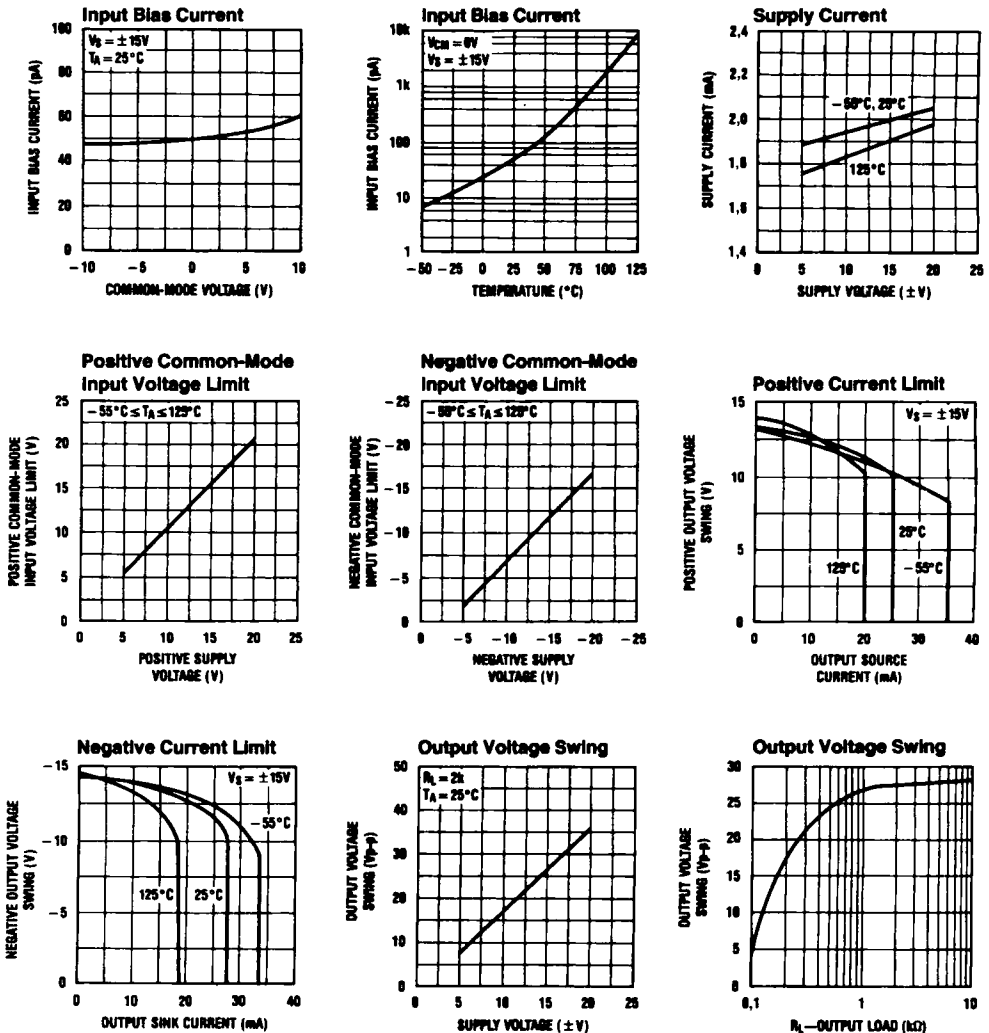 Input Bias Current
100
80
60
40
20
0
INPUT BIAS CURRENT (pA)
VS = ±15V
TA = 25°C
−10
−5
0
5
10
COMMON-MODE VOLTAGE (V)
Input Bias Current
10k
1k
100
10
1
INPUT BIAS CURRENT (pA)
VCM = 0V
VS = ±15V
−50
−25
0
25
50
75
100
125
TEMPERATURE (°C)
Supply Current
2,4
2,2
2,0
1,8
1,6
1,4
SUPPLY CURRENT (mA)
−55°C, 25°C
125°C
0
5
10
15
20
25
SUPPLY VOLTAGE (±V)
Positive Common-Mode
Input Voltage Limit
25
20
15
10
5
0
POSITIVE COMMON-MODE
INPUT VOLTAGE LIMIT (V)
−55°C ≤ TA ≤ 125°C
0
5
10
15
20
25
POSITIVE SUPPLY
VOLTAGE (V)
Negative Common-Mode
Input Voltage Limit
−25
−20
−15
−10
−5
0
NEGATIVE COMMON-MODE
INPUT VOLTAGE LIMIT (V)
−55°C ≤ TA ≤ 125°C
0
−5
−10
−15
−20
−25
NEGATIVE SUPPLY
VOLTAGE (V)
Positive Current Limit
15
10
5
0
POSITIVE OUTPUT VOLTAGE
SWING (V)
VS = ±15V
25°C
125°C
−55°C
0
10
20
30
40
OUTPUT SOURCE
CURRENT (mA)
Negative Current Limit
−15
−10
−5
0
NEGATIVE OUTPUT VOLTAGE
SWING (V)
VS = ±15V
−55°C
125°C
25°C
0
10
20
30
40
OUTPUT SINK CURRENT (mA)
Output Voltage Swing
50
45
35
30
20
10
0
OUTPUT VOLTAGE
SWING (Vp-p)
RL = 2k
TA = 25°C
0
5
10
15
20
25
SUPPLY VOLTAGE (±V)
Output Voltage Swing
30
25
20
15
10
5
0
OUTPUT VOLTAGE
SWING (Vp-p)
0,1
1
10
RL—OUTPUT LOAD (kΩ)